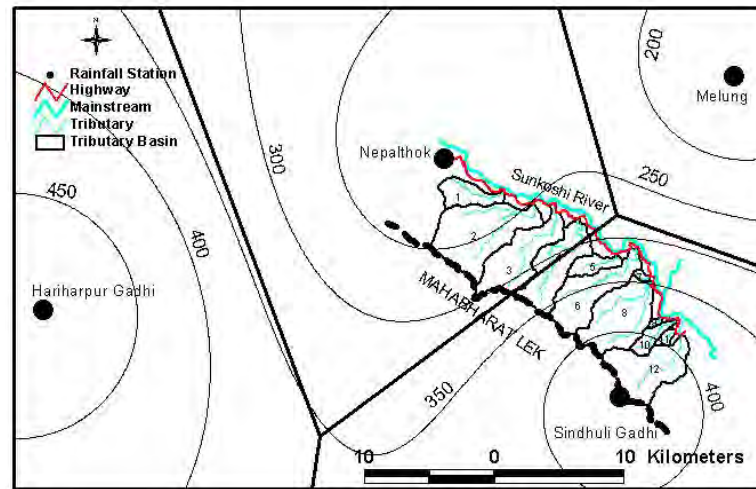 N
Rainfall Station
Highway
Mainstream
Tributary
Tributary Basin
200
Melung
Nepalthok
300
Sunkoshi River
250
450
400
1
2
3
5
6
8
10
12
Hariharpur Gadhi
MAHABHARAT LEK
350
400
Sindhuli Gadhi
10 0 10 Kilometers